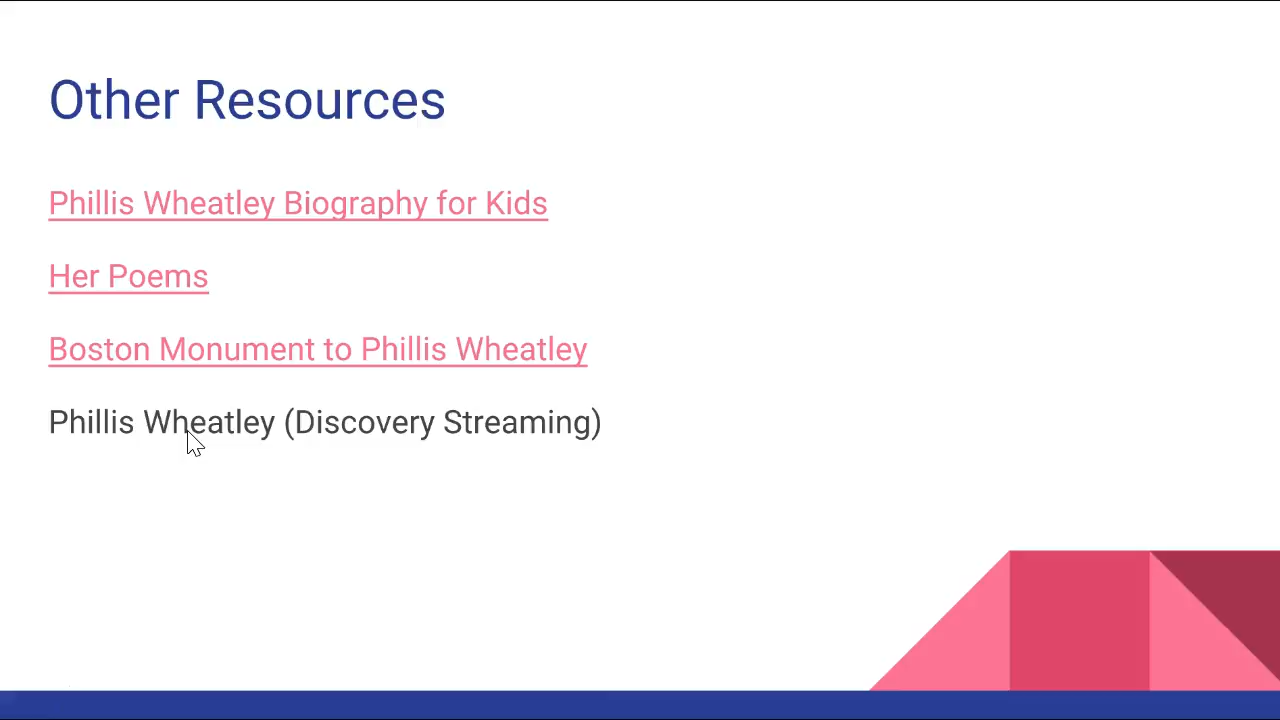 Other Resources
Phillis Wheatley Biography for Kids
Her Poems
Boston Monument to Phillis Wheatley
Phillis Wheatley (Discovery Streaming)